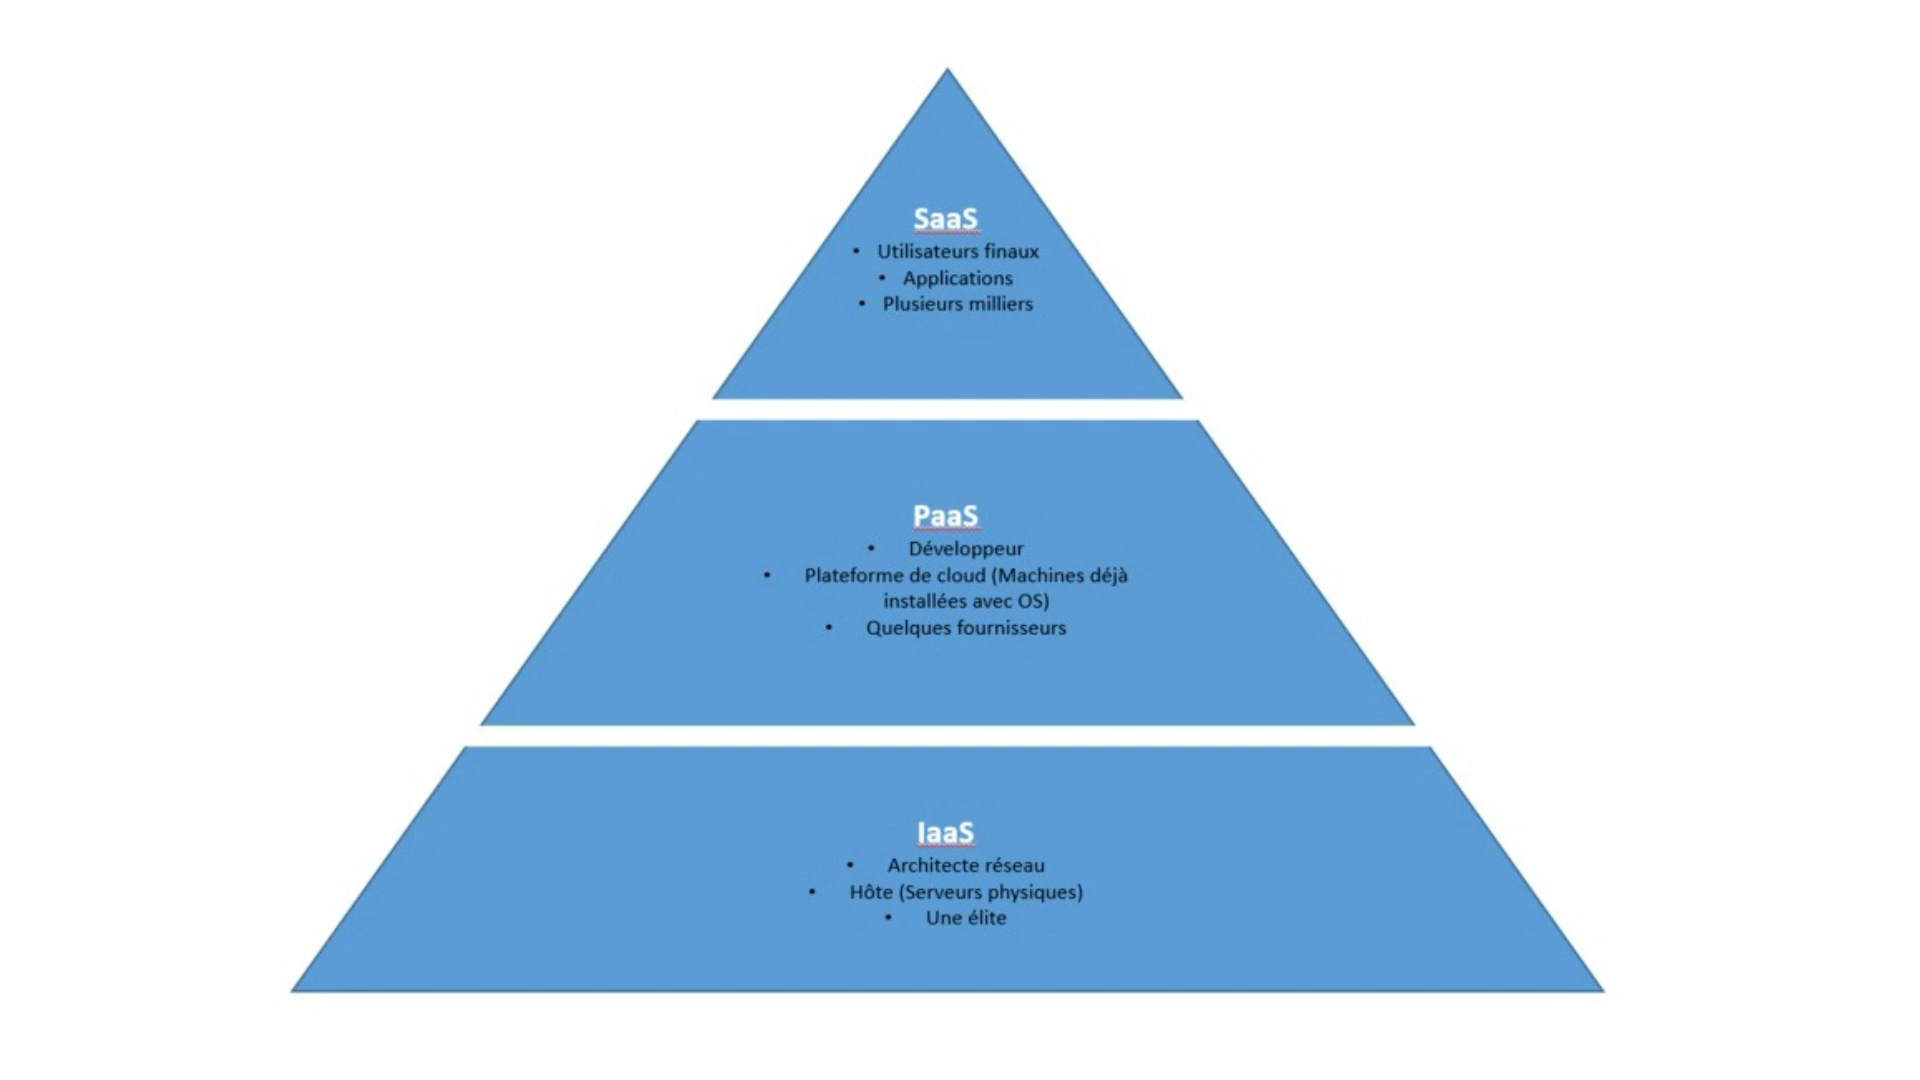 SaaS
• Utilisateurs finaux
• Applications
• Plusieurs milliers
PaaS
• Développeur
• Plateforme de cloud (Machines déjà
installées avec OS)
• Quelques fournisseurs
IaaS
• Architecte réseau
• Hôte (Serveurs physiques)
• Une élite